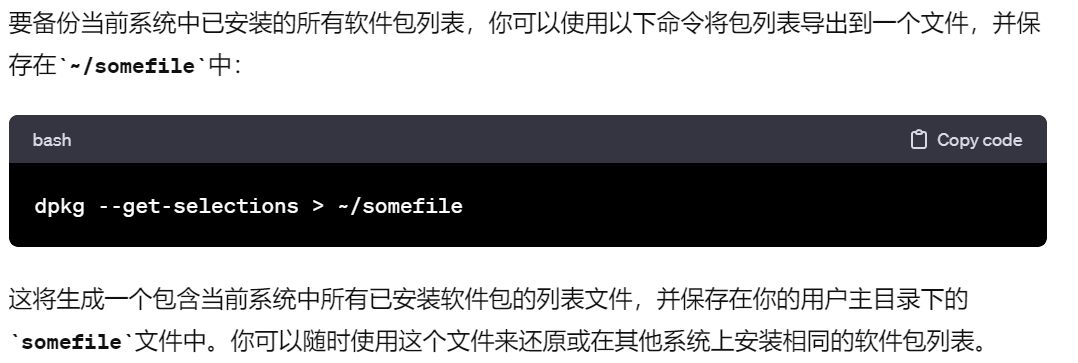 要备份当前系统中已安装的所有软件包列表，你可以使用以下命令将包列表导出到一个文件，并保
存在`~/somefile`中：
bash
Copy code
dpkg --get-selections > ~/somefile
这将生成一个包含当前系统中所有已安装软件包的列表文件，并保存在你的用户主目录下的
`somefile`文件中。你可以随时使用这个文件来还原或在其他系统上安装相同的软件包列表。